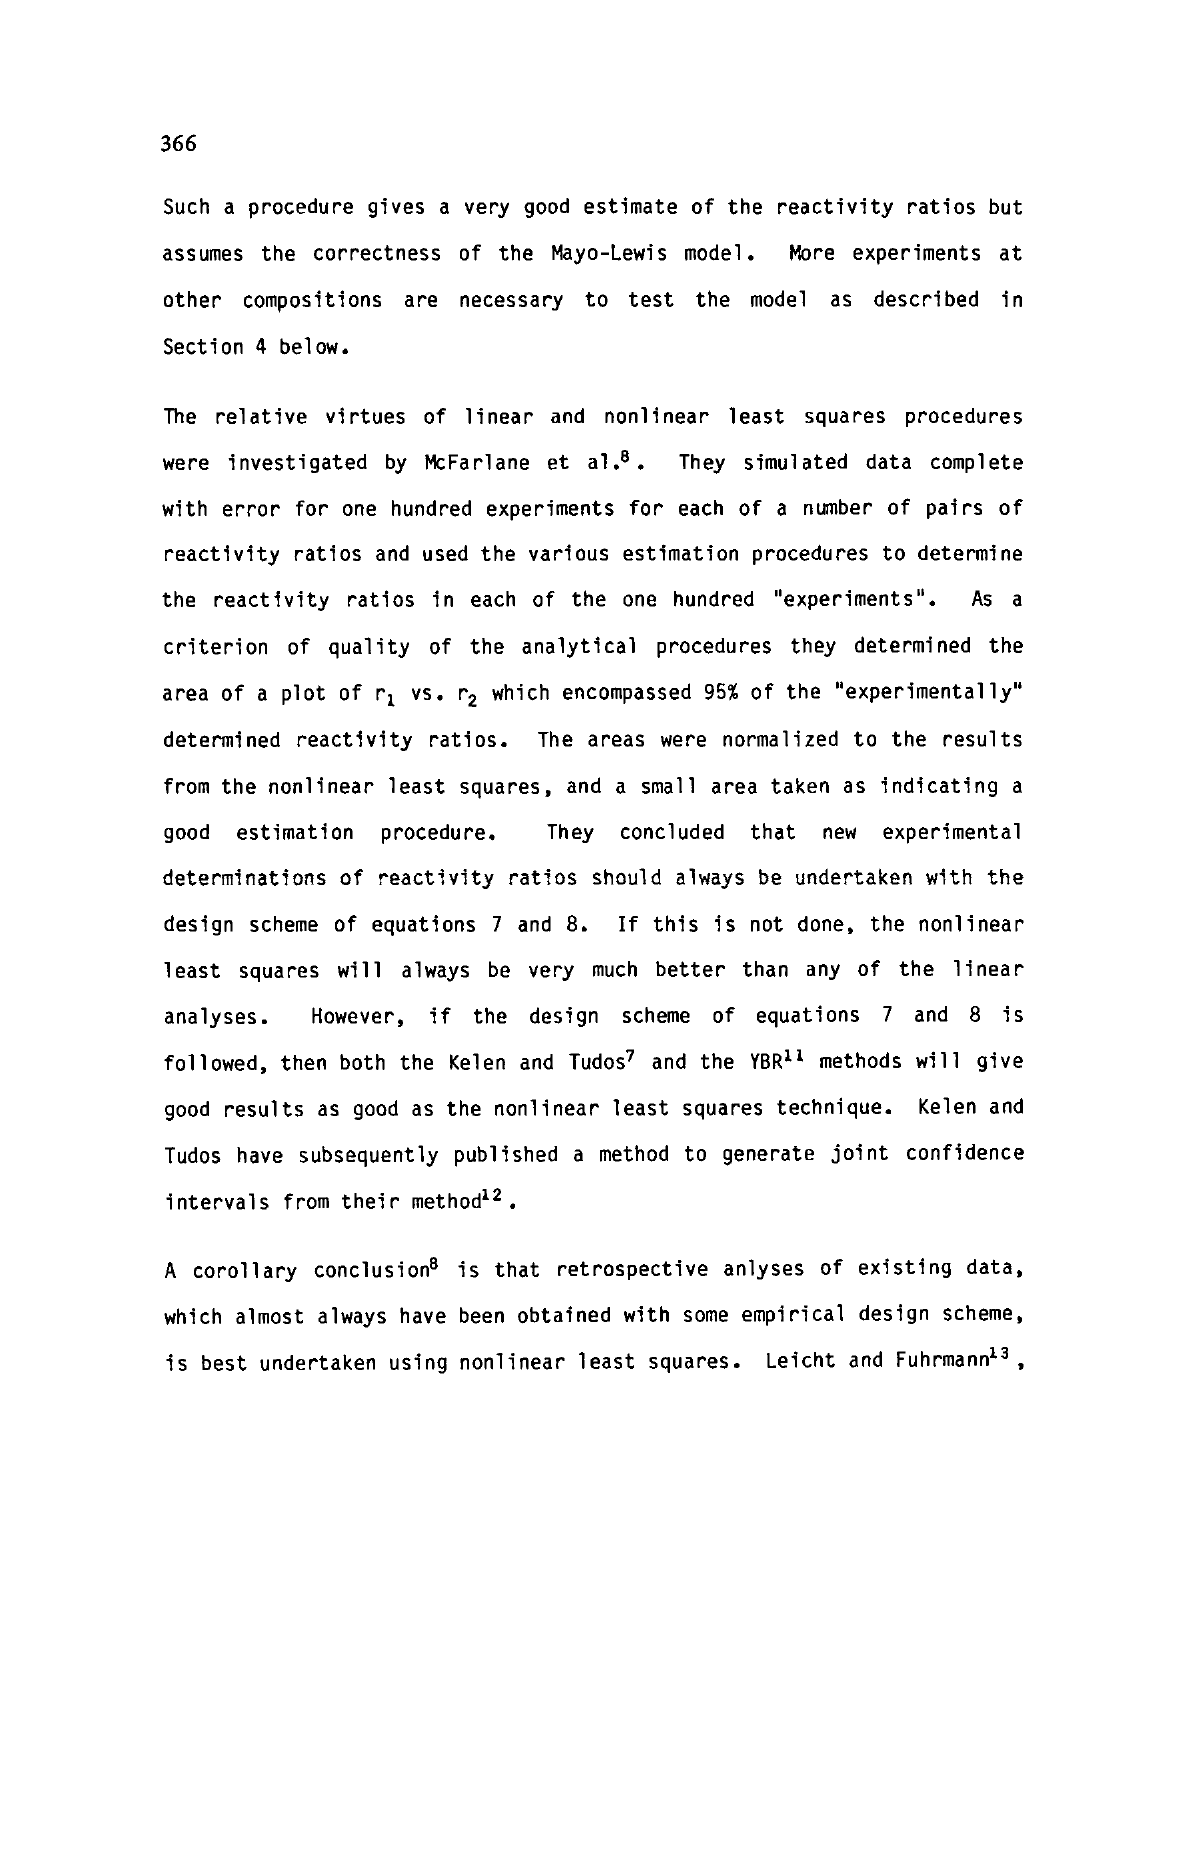 366
Such a procedure gives a very good estimate of the reactivity ratios but
assumes the correctness of the Mayo-Lewis model. More experiments at
other compositions are necessary to test the model as described in
Section 4 below.
The relative virtues of linear and nonlinear least squares procedures
were investigated by McFarlane et al.⁸. They simulated data complete
with error for one hundred experiments for each of a number of pairs of
reactivity ratios and used the various estimation procedures to determine
the reactivity ratios in each of the one hundred "experiments". As a
criterion of quality of the analytical procedures they determined the
area of a plot of r₁ vs. r₂ which encompassed 95% of the "experimentally"
determined reactivity ratios. The areas were normalized to the results
from the nonlinear least squares, and a small area taken as indicating a
good estimation procedure. They concluded that new experimental
determinations of reactivity ratios should always be undertaken with the
design scheme of equations 7 and 8. If this is not done, the nonlinear
least squares will always be very much better than any of the linear
analyses. However, if the design scheme of equations 7 and 8 is
followed, then both the Kelen and Tudos⁷ and the YBR¹¹ methods will give
good results as good as the nonlinear least squares technique. Kelen and
Tudos have subsequently published a method to generate joint confidence
intervals from their method¹².
A corollary conclusion⁸ is that retrospective anlyses of existing data,
which almost always have been obtained with some empirical design scheme,
is best undertaken using nonlinear least squares. Leicht and Fuhrmann¹³,